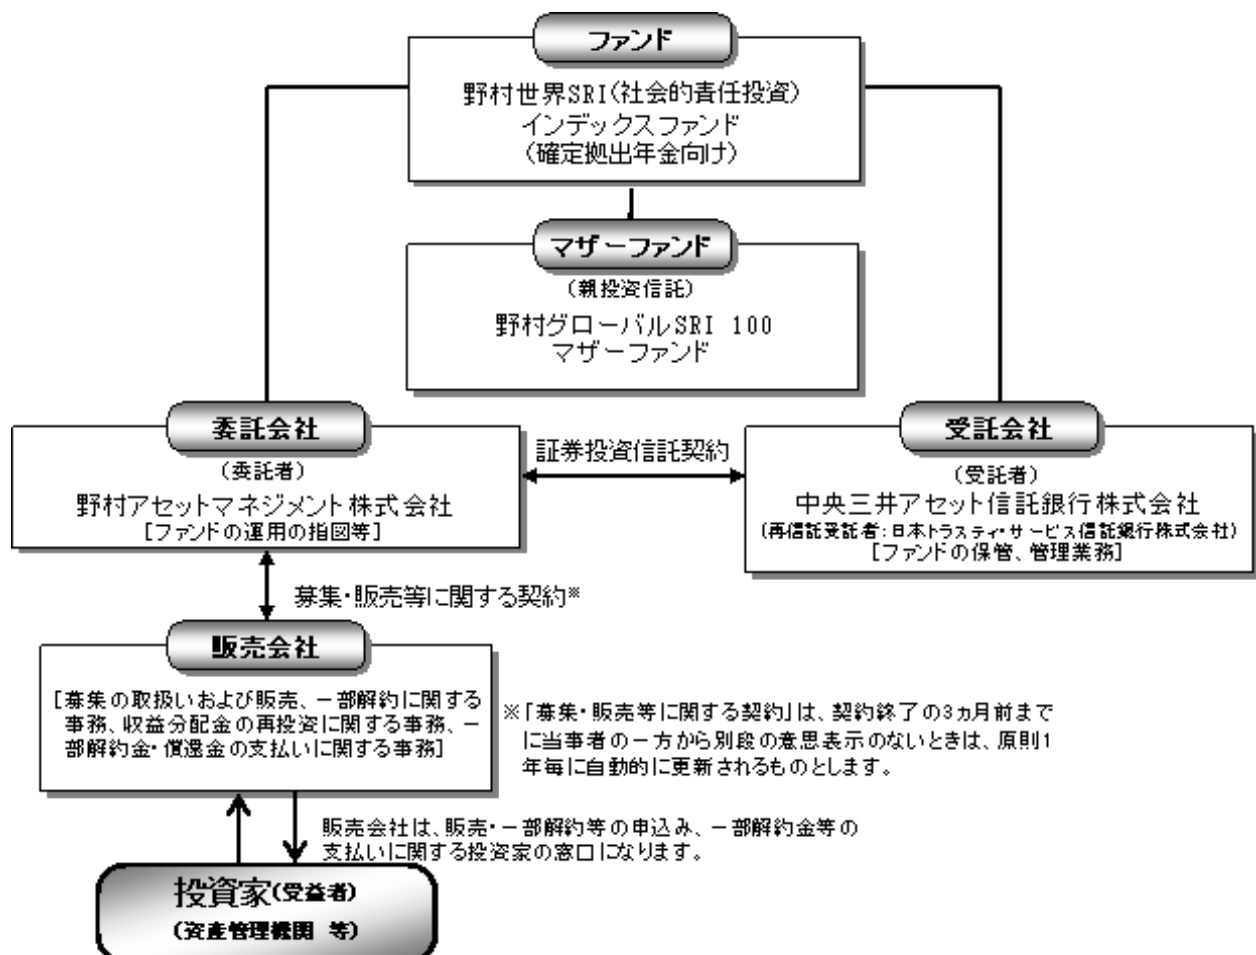 ファンド
野村世界SRI(社会的責任投資)
インデックスファンド
(確定拠出年金向け)
マザーファンド
(親投資信託)
野村グローバルSRI 100
マザーファンド
委託会社
(委託者)
野村アセットマネジメント株式会社
[ファンドの運用の指図等]
証券投資信託契約
受託会社
(受託者)
中央三井アセット信託銀行株式会社
(再信託受託者:日本トラスティ・サービス信託銀行株式会社)
[ファンドの保管、管理業務]
募集・販売等に関する契約※
販売会社
[募集の取扱いおよび販売、一部解約に関する
事務、収益分配金の再投資に関する事務、一
部解約金・償還金の支払いに関する事務]
※「募集・販売等に関する契約」は、契約終了の3ヵ月前まで
に当事者の一方から別段の意思表示のないときは、原則1
年毎に自動的に更新されるものとします。
販売会社は、販売・一部解約等の申込み、一部解約金等の
支払いに関する投資家の窓口になります。
投資家(受益者)
(資産管理機関 等)